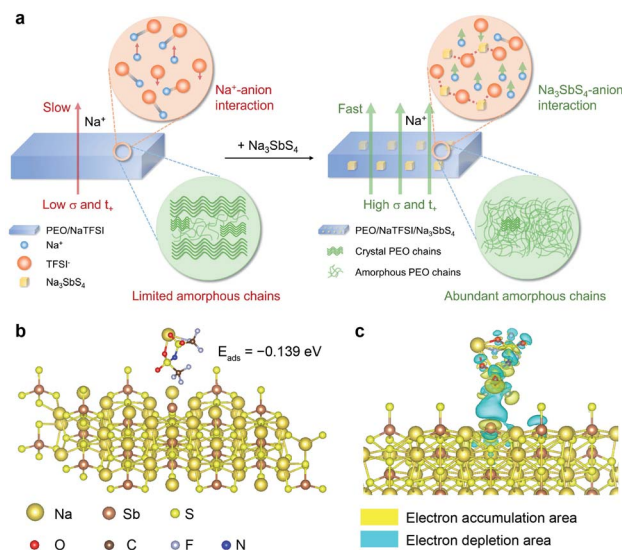 a
Na⁺-anion
interaction
Slow
Na⁺
Low σ and t₊
PEO/NaTFSI
Na⁺
TFSI⁻
Na₃SbS₄
Limited amorphous chains
+ Na₃SbS₄
Na₃SbS₄-anion
interaction
Fast
Na⁺
High σ and t₊
PEO/NaTFSI/Na₃SbS₄
Crystal PEO chains
Amorphous PEO chains
Abundant amorphous chains
b
E_ads = −0.139 eV
Na Sb S
O C F N
c
Electron accumulation area
Electron depletion area